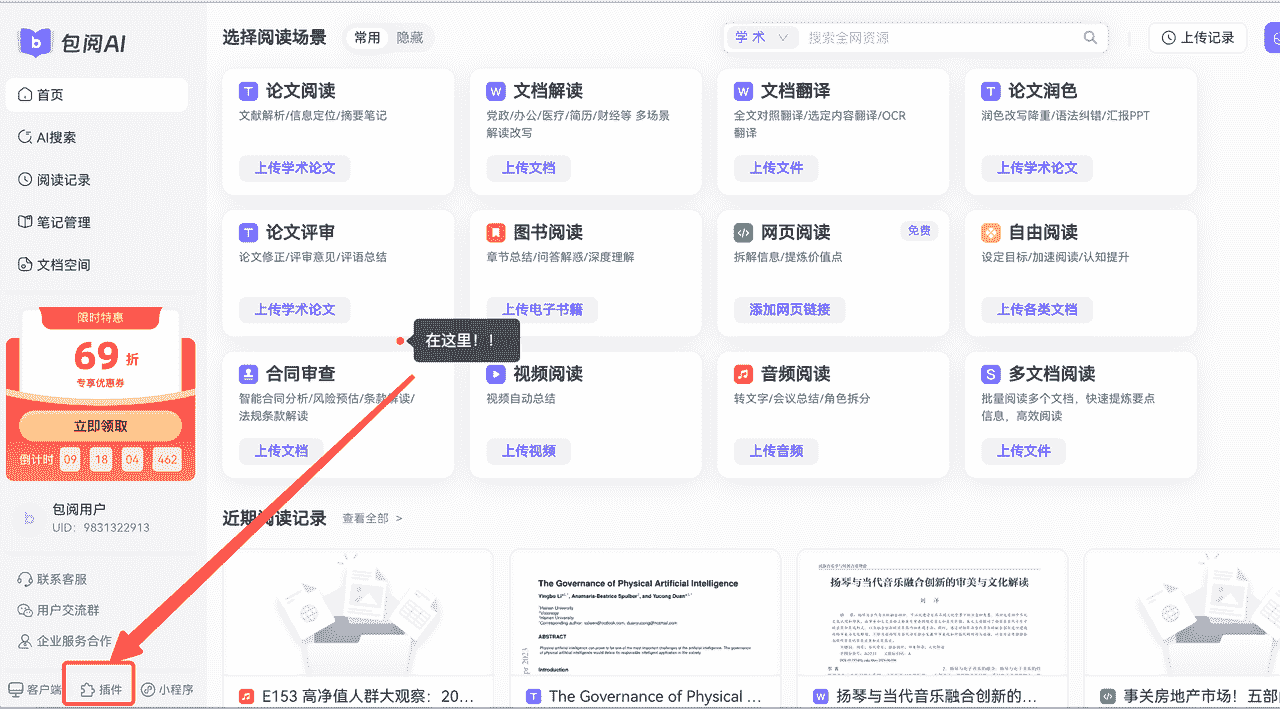 包阅AI
选择阅读场景 常用 隐藏
学术 搜索全网资源
上传记录
首页
AI搜索
阅读记录
笔记管理
文档空间
限时特惠
69折
专享优惠券
立即领取
09 18 04 462
包阅用户
UID: 9831322913
联系客服
用户交流群
企业服务合作
户端 插件 小程序
论文阅读
文献解析/信息定位/摘要笔记
上传学术论文
文档解读
党政/办公/医疗/简历/财经等 多场景
解读改写
上传文档
文档翻译
全文对照翻译/选定内容翻译/OCR
翻译
上传文件
论文润色
润色改写降重/语法纠错/汇报PPT
上传学术论文
论文评审
论文修正/评审意见/评语总结
上传学术论文
图书阅读
章节总结/问答解惑/深度理解
上传电子书籍
网页阅读
免费
拆解信息/提炼价值点
添加网页链接
自由阅读
设定目标/加速阅读/认知提升
上传各类文档
在这里！！
合同审查
智能合同分析/风险预估/条款解读/
法规条款解读
上传文档
视频阅读
视频自动总结
上传视频
音频阅读
转文字/会议总结/角色拆分
上传音频
多文档阅读
批量阅读多个文档，快速提炼要点
信息，高效阅读
上传文件
近期阅读记录 查看全部 >
E153 高净值人群大观察：20...
The Governance of Physical Artificial Intelligence
ABSTRACT
Introduction
The Governance of Physical ...
扬琴与当代音乐融合创新的审美与文化解读
刘 洋
扬琴与当代音乐融合创新的...
事关房地产市场！五部